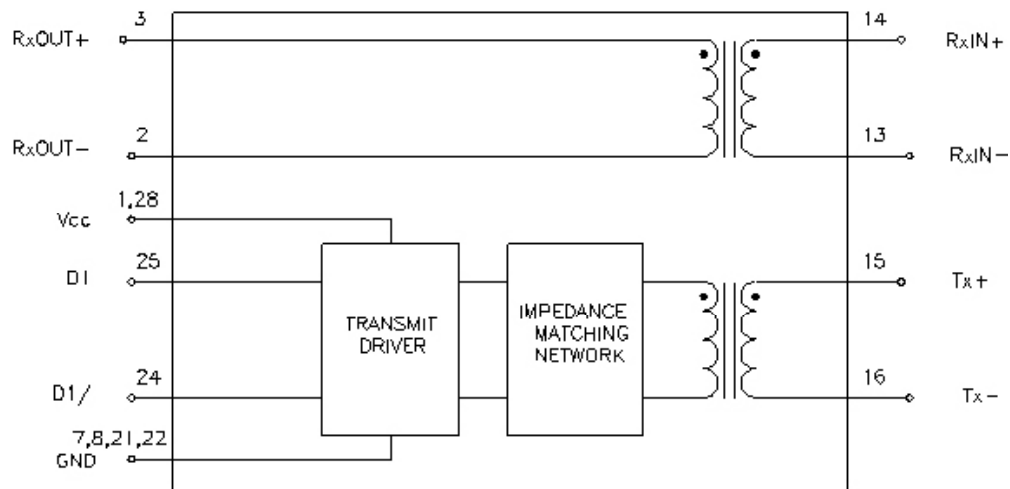 3
14
RxOUT+
RxIN+
2
13
RxOUT-
RxIN-
1,28
Vcc
25
15
D1
Tx+
TRANSMIT
DRIVER
IMPEDANCE
MATCHING
NETWORK
24
16
D1/
Tx-
7,8,21,22
GND